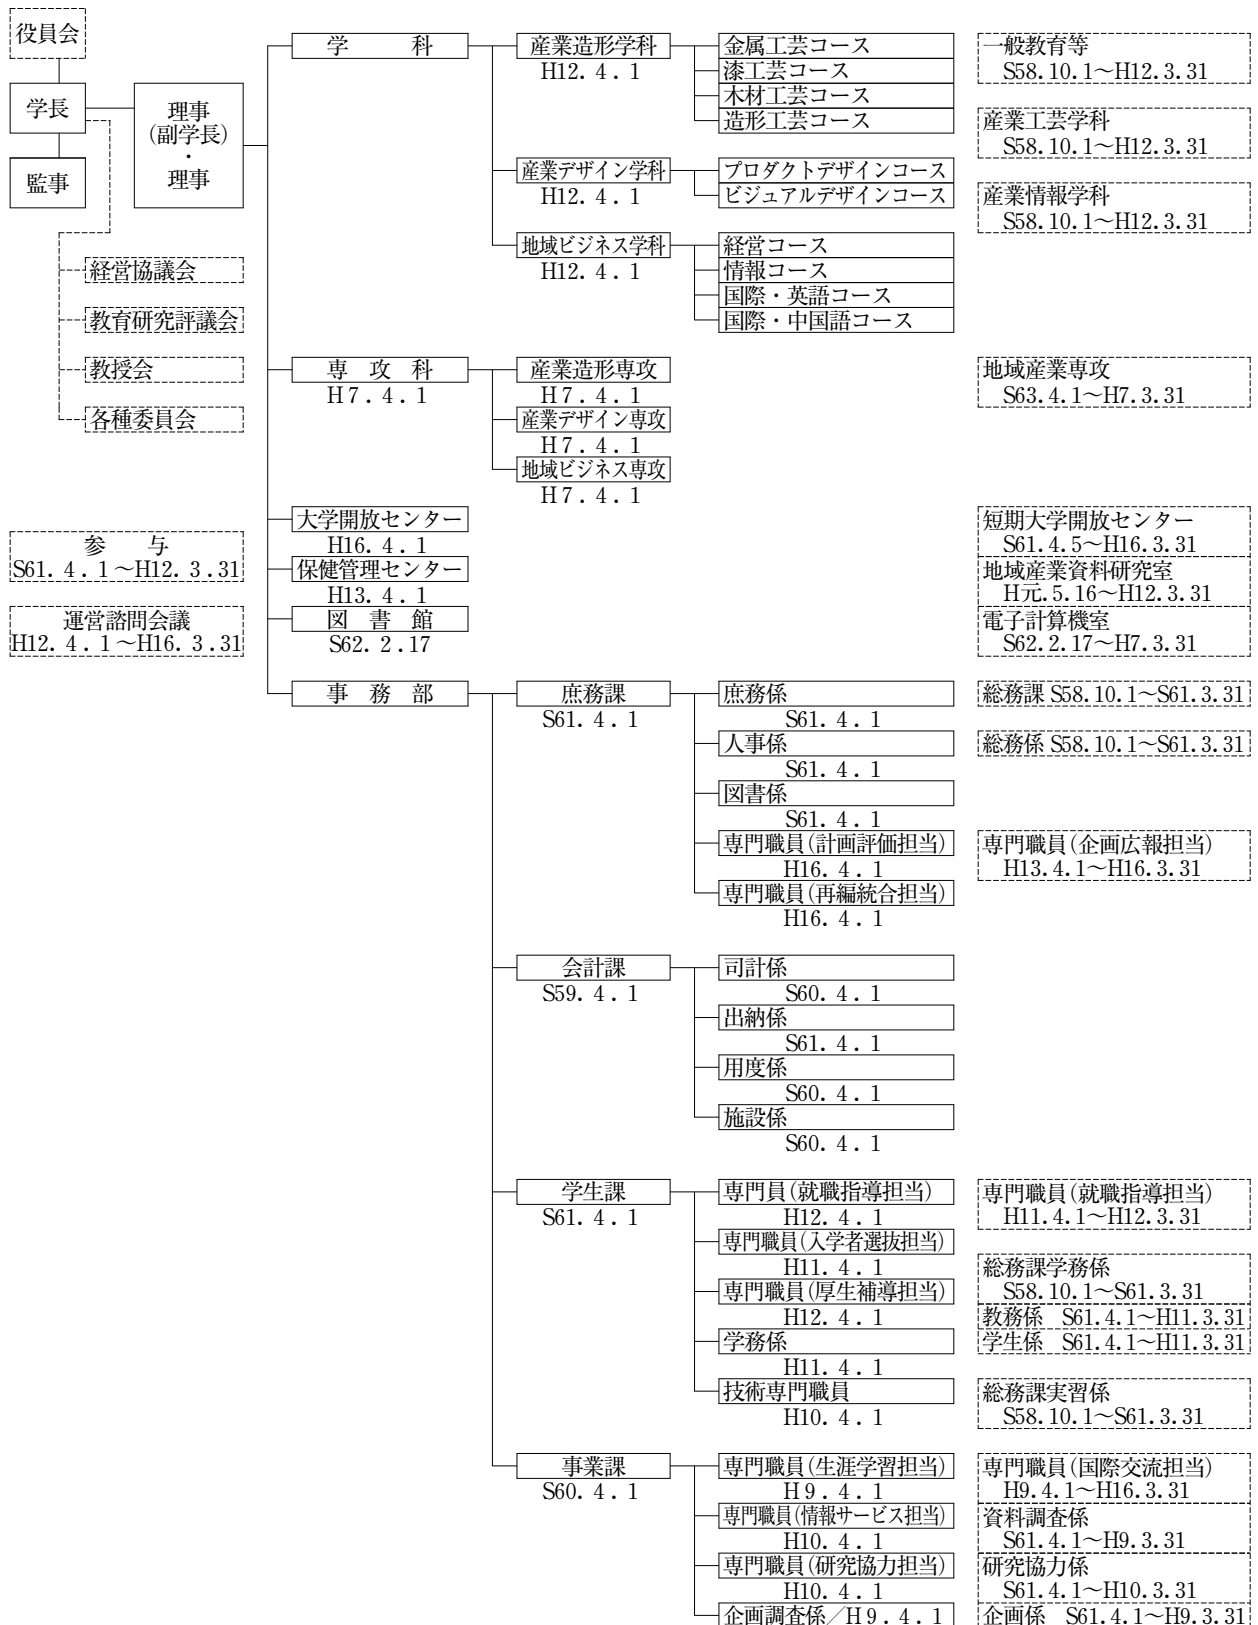 役員会
学長
監事
理事
(副学長)
・
理事
経営協議会
教育研究評議会
教授会
各種委員会
参　与
S61. 4 . 1 〜H12. 3 .31
運営諮問会議
H12. 4 . 1 〜H16. 3 .31
学　　科
産業造形学科
H12. 4 . 1
金属工芸コース
漆工芸コース
木材工芸コース
造形工芸コース
産業デザイン学科
H12. 4 . 1
プロダクトデザインコース
ビジュアルデザインコース
地域ビジネス学科
H12. 4 . 1
経営コース
情報コース
国際・英語コース
国際・中国語コース
一般教育等
S58.10.1〜H12.3.31
産業工芸学科
S58.10.1〜H12.3.31
産業情報学科
S58.10.1〜H12.3.31
専　攻　科
H 7 . 4 . 1
産業造形専攻
H 7 . 4 . 1
産業デザイン専攻
H 7 . 4 . 1
地域ビジネス専攻
H 7 . 4 . 1
地域産業専攻
S63.4.1〜H7.3.31
大学開放センター
H16. 4 . 1
保健管理センター
H13. 4 . 1
図　書　館
S62. 2 .17
短期大学開放センター
S61.4.5〜H16.3.31
地域産業資料研究室
H元.5.16〜H12.3.31
電子計算機室
S62.2.17〜H7.3.31
事　務　部
庶務課
S61. 4 . 1
庶務係
S61. 4 . 1
人事係
S61. 4 . 1
図書係
S61. 4 . 1
専門職員(計画評価担当)
H16. 4 . 1
専門職員(再編統合担当)
H16. 4 . 1
総務課 S58.10.1〜S61.3.31
総務係 S58.10.1〜S61.3.31
専門職員(企画広報担当)
H13.4.1〜H16.3.31
会計課
S59. 4 . 1
司計係
S60. 4 . 1
出納係
S61. 4 . 1
用度係
S60. 4 . 1
施設係
S60. 4 . 1
学生課
S61. 4 . 1
専門員(就職指導担当)
H12. 4 . 1
専門職員(入学者選抜担当)
H11. 4 . 1
専門職員(厚生補導担当)
H12. 4 . 1
学務係
H11. 4 . 1
技術専門職員
H10. 4 . 1
専門職員(就職指導担当)
H11.4.1〜H12.3.31
総務課学務係
S58.10.1〜S61.3.31
教務係　S61.4.1〜H11.3.31
学生係　S61.4.1〜H11.3.31
総務課実習係
S58.10.1〜S61.3.31
事業課
S60. 4 . 1
専門職員(生涯学習担当)
H 9 . 4 . 1
専門職員(情報サービス担当)
H10. 4 . 1
専門職員(研究協力担当)
H10. 4 . 1
企画調査係／H 9 . 4 . 1
専門職員(国際交流担当)
H9.4.1〜H16.3.31
資料調査係
S61.4.1〜H9.3.31
研究協力係
S61.4.1〜H10.3.31
企画係　S61.4.1〜H9.3.31